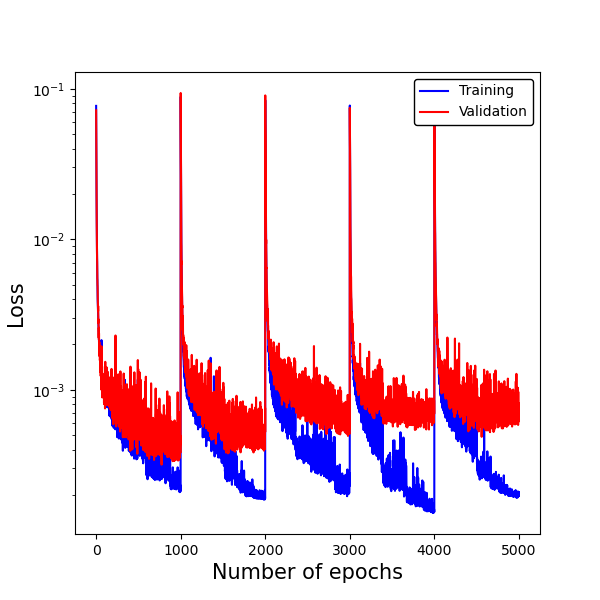 Training
Validation
10⁻¹
10⁻²
10⁻³
Loss
0 1000 2000 3000 4000 5000
Number of epochs